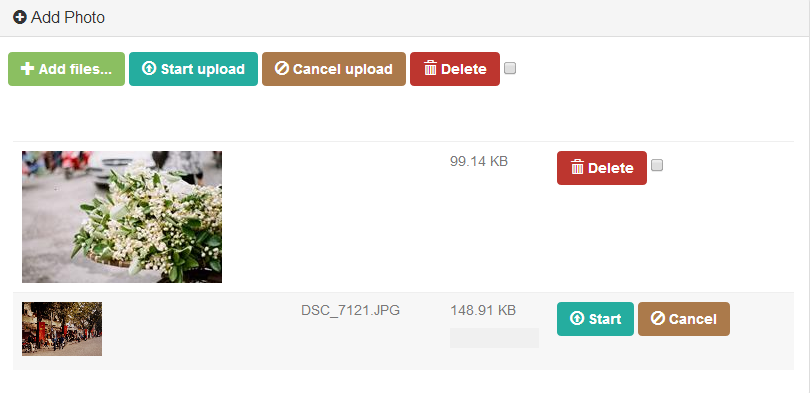 Add Photo
Add files... Start upload Cancel upload Delete
99.14 KB Delete
DSC_7121.JPG 148.91 KB Start Cancel